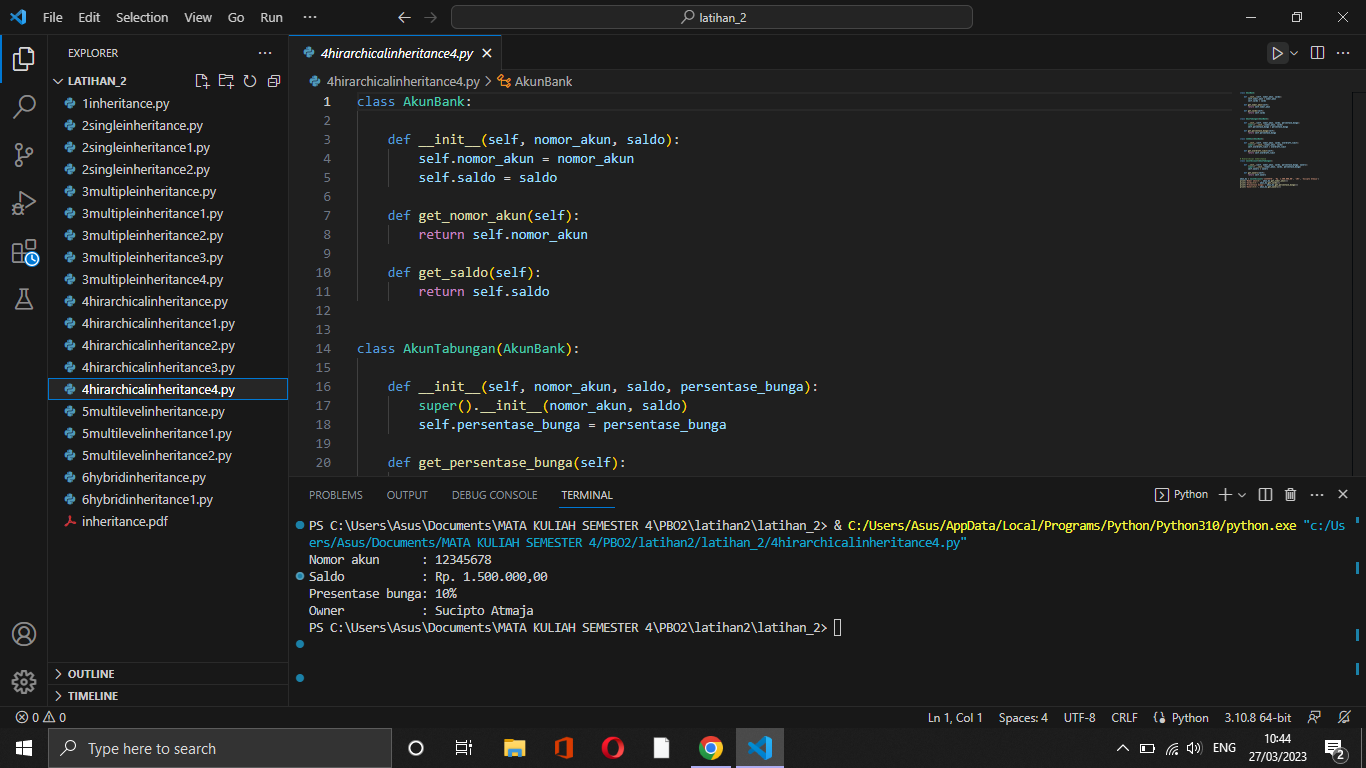 File Edit Selection View Go Run ···
latihan_2
EXPLORER
LATIHAN_2
1inheritance.py
2singleinheritance.py
2singleinheritance1.py
2singleinheritance2.py
3multipleinheritance.py
3multipleinheritance1.py
3multipleinheritance2.py
3multipleinheritance3.py
3multipleinheritance4.py
4hirarchicalinheritance.py
4hirarchicalinheritance1.py
4hirarchicalinheritance2.py
4hirarchicalinheritance3.py
4hirarchicalinheritance4.py
5multilevelinheritance.py
5multilevelinheritance1.py
5multilevelinheritance2.py
6hybridinheritance.py
6hybridinheritance1.py
inheritance.pdf
OUTLINE
TIMELINE
4hirarchicalinheritance4.py
4hirarchicalinheritance4.py > AkunBank
1 class AkunBank:
2
3     def __init__(self, nomor_akun, saldo):
4         self.nomor_akun = nomor_akun
5         self.saldo = saldo
6
7     def get_nomor_akun(self):
8         return self.nomor_akun
9
10     def get_saldo(self):
11         return self.saldo
12
13
14 class AkunTabungan(AkunBank):
15
16     def __init__(self, nomor_akun, saldo, persentase_bunga):
17         super().__init__(nomor_akun, saldo)
18         self.persentase_bunga = persentase_bunga
19
20     def get_persentase_bunga(self):
PROBLEMS OUTPUT DEBUG CONSOLE TERMINAL
Python
PS C:\Users\Asus\Documents\MATA KULIAH SEMESTER 4\PBO2\latihan2\latihan_2> & C:/Users/Asus/AppData/Local/Programs/Python/Python310/python.exe "c:/Us
ers/Asus/Documents/MATA KULIAH SEMESTER 4/PBO2/latihan2/latihan_2/4hirarchicalinheritance4.py"
Nomor akun      : 12345678
Saldo           : Rp. 1.500.000,00
Presentase bunga: 10%
Owner           : Sucipto Atmaja
PS C:\Users\Asus\Documents\MATA KULIAH SEMESTER 4\PBO2\latihan2\latihan_2>
0 0
Ln 1, Col 1 Spaces: 4 UTF-8 CRLF Python 3.10.8 64-bit
Type here to search
ENG
10:44
27/03/2023
2